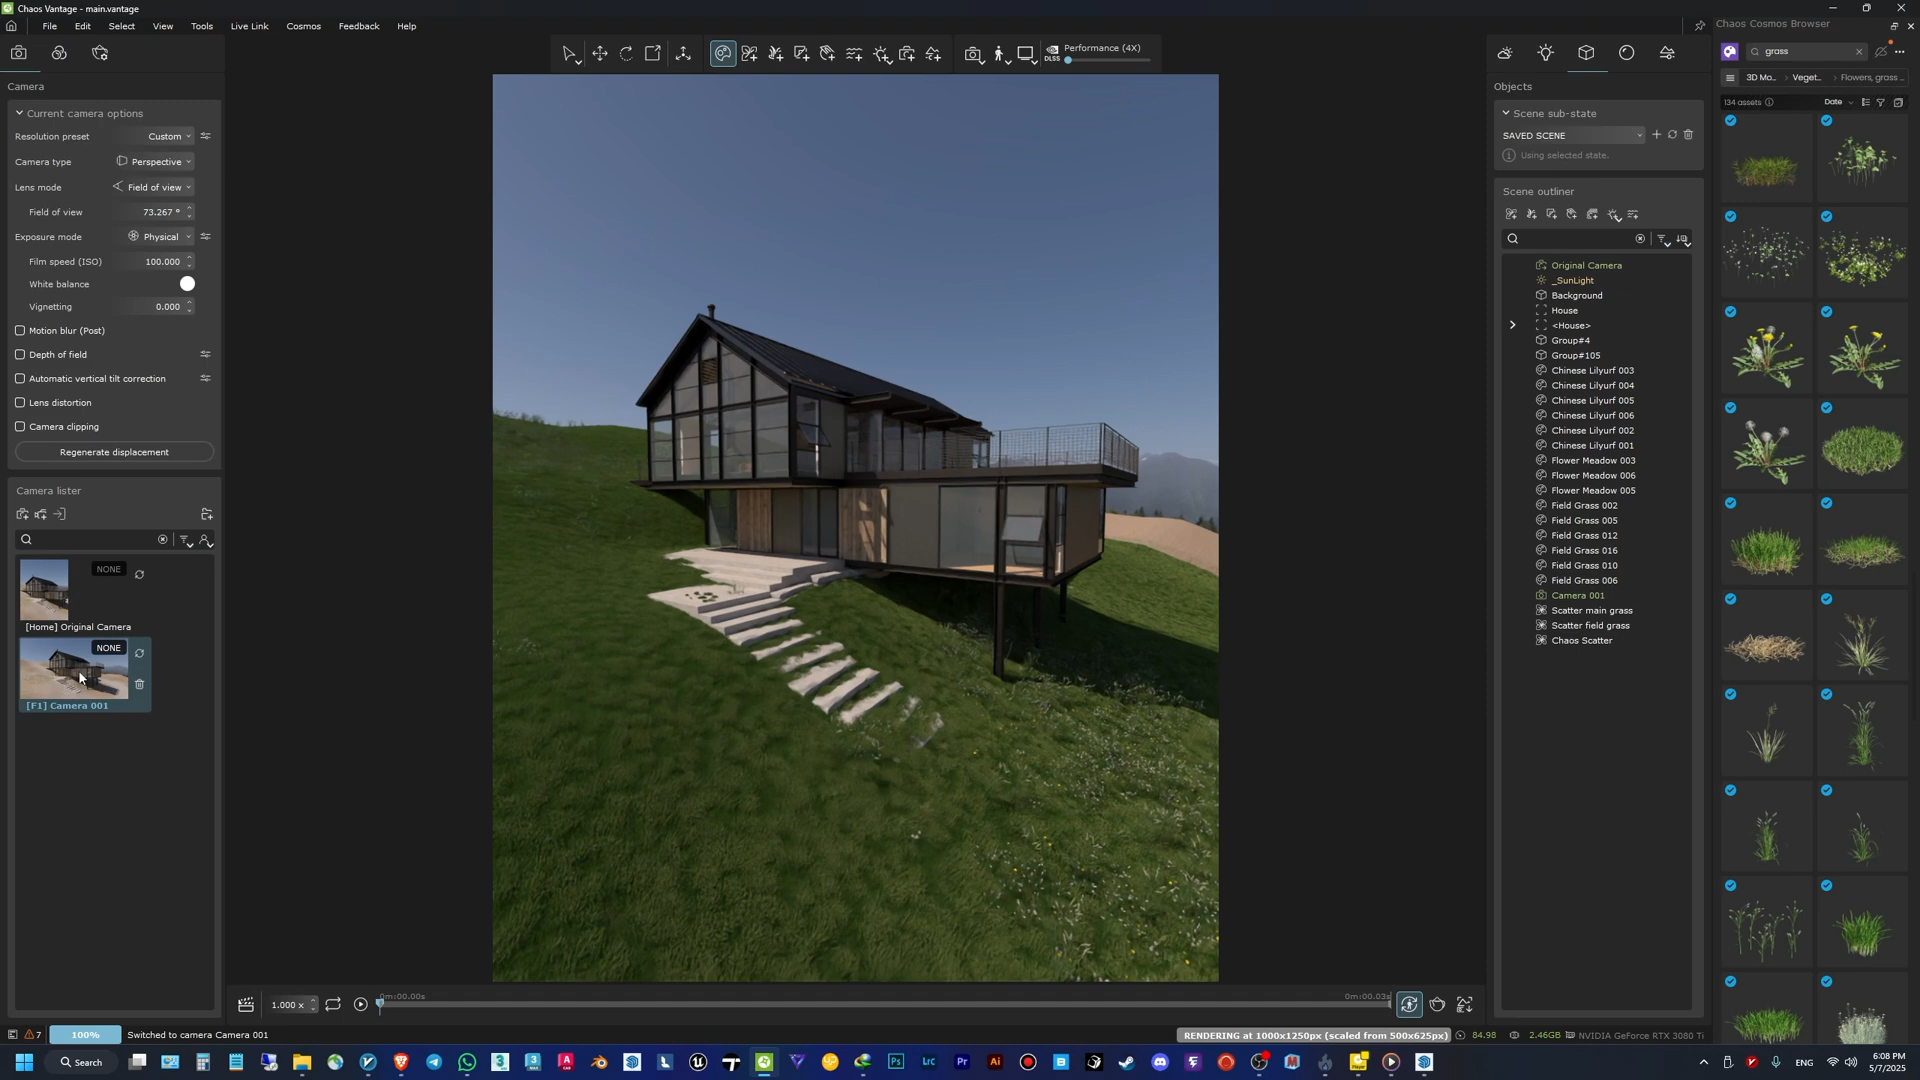 Chaos Vantage - main.vantage
File Edit Select View Tools Live Link Cosmos Feedback Help
Chaos Cosmos Browser
DLSS Performance (4X)
grass
3D Mo... Veget... Flowers, grass ...
134 assets Date
Camera
Current camera options
Resolution preset Custom
Camera type Perspective
Lens mode Field of view
Field of view 73.267 °
Exposure mode Physical
Film speed (ISO) 100.000
White balance
Vignetting 0.000
Motion blur (Post)
Depth of field
Automatic vertical tilt correction
Lens distortion
Camera clipping
Regenerate displacement
Camera lister
NONE
[Home] Original Camera
NONE
[F1] Camera 001
Objects
Scene sub-state
SAVED SCENE
Using selected state.
Scene outliner
Original Camera
_SunLight
Background
House
<House>
Group#4
Group#105
Chinese Lilyurf 003
Chinese Lilyurf 004
Chinese Lilyurf 005
Chinese Lilyurf 006
Chinese Lilyurf 002
Chinese Lilyurf 001
Flower Meadow 003
Flower Meadow 006
Flower Meadow 005
Field Grass 002
Field Grass 005
Field Grass 012
Field Grass 016
Field Grass 010
Field Grass 006
Camera 001
Scatter main grass
Scatter field grass
Chaos Scatter
1.000 x 0m:00.00s 0m:00.03s
7 100% Switched to camera Camera 001
RENDERING at 1000x1250px (scaled from 500x625px) 84.98 2.46GB NVIDIA GeForce RTX 3080 Ti
Search
ENG 6:08 PM
5/7/2025